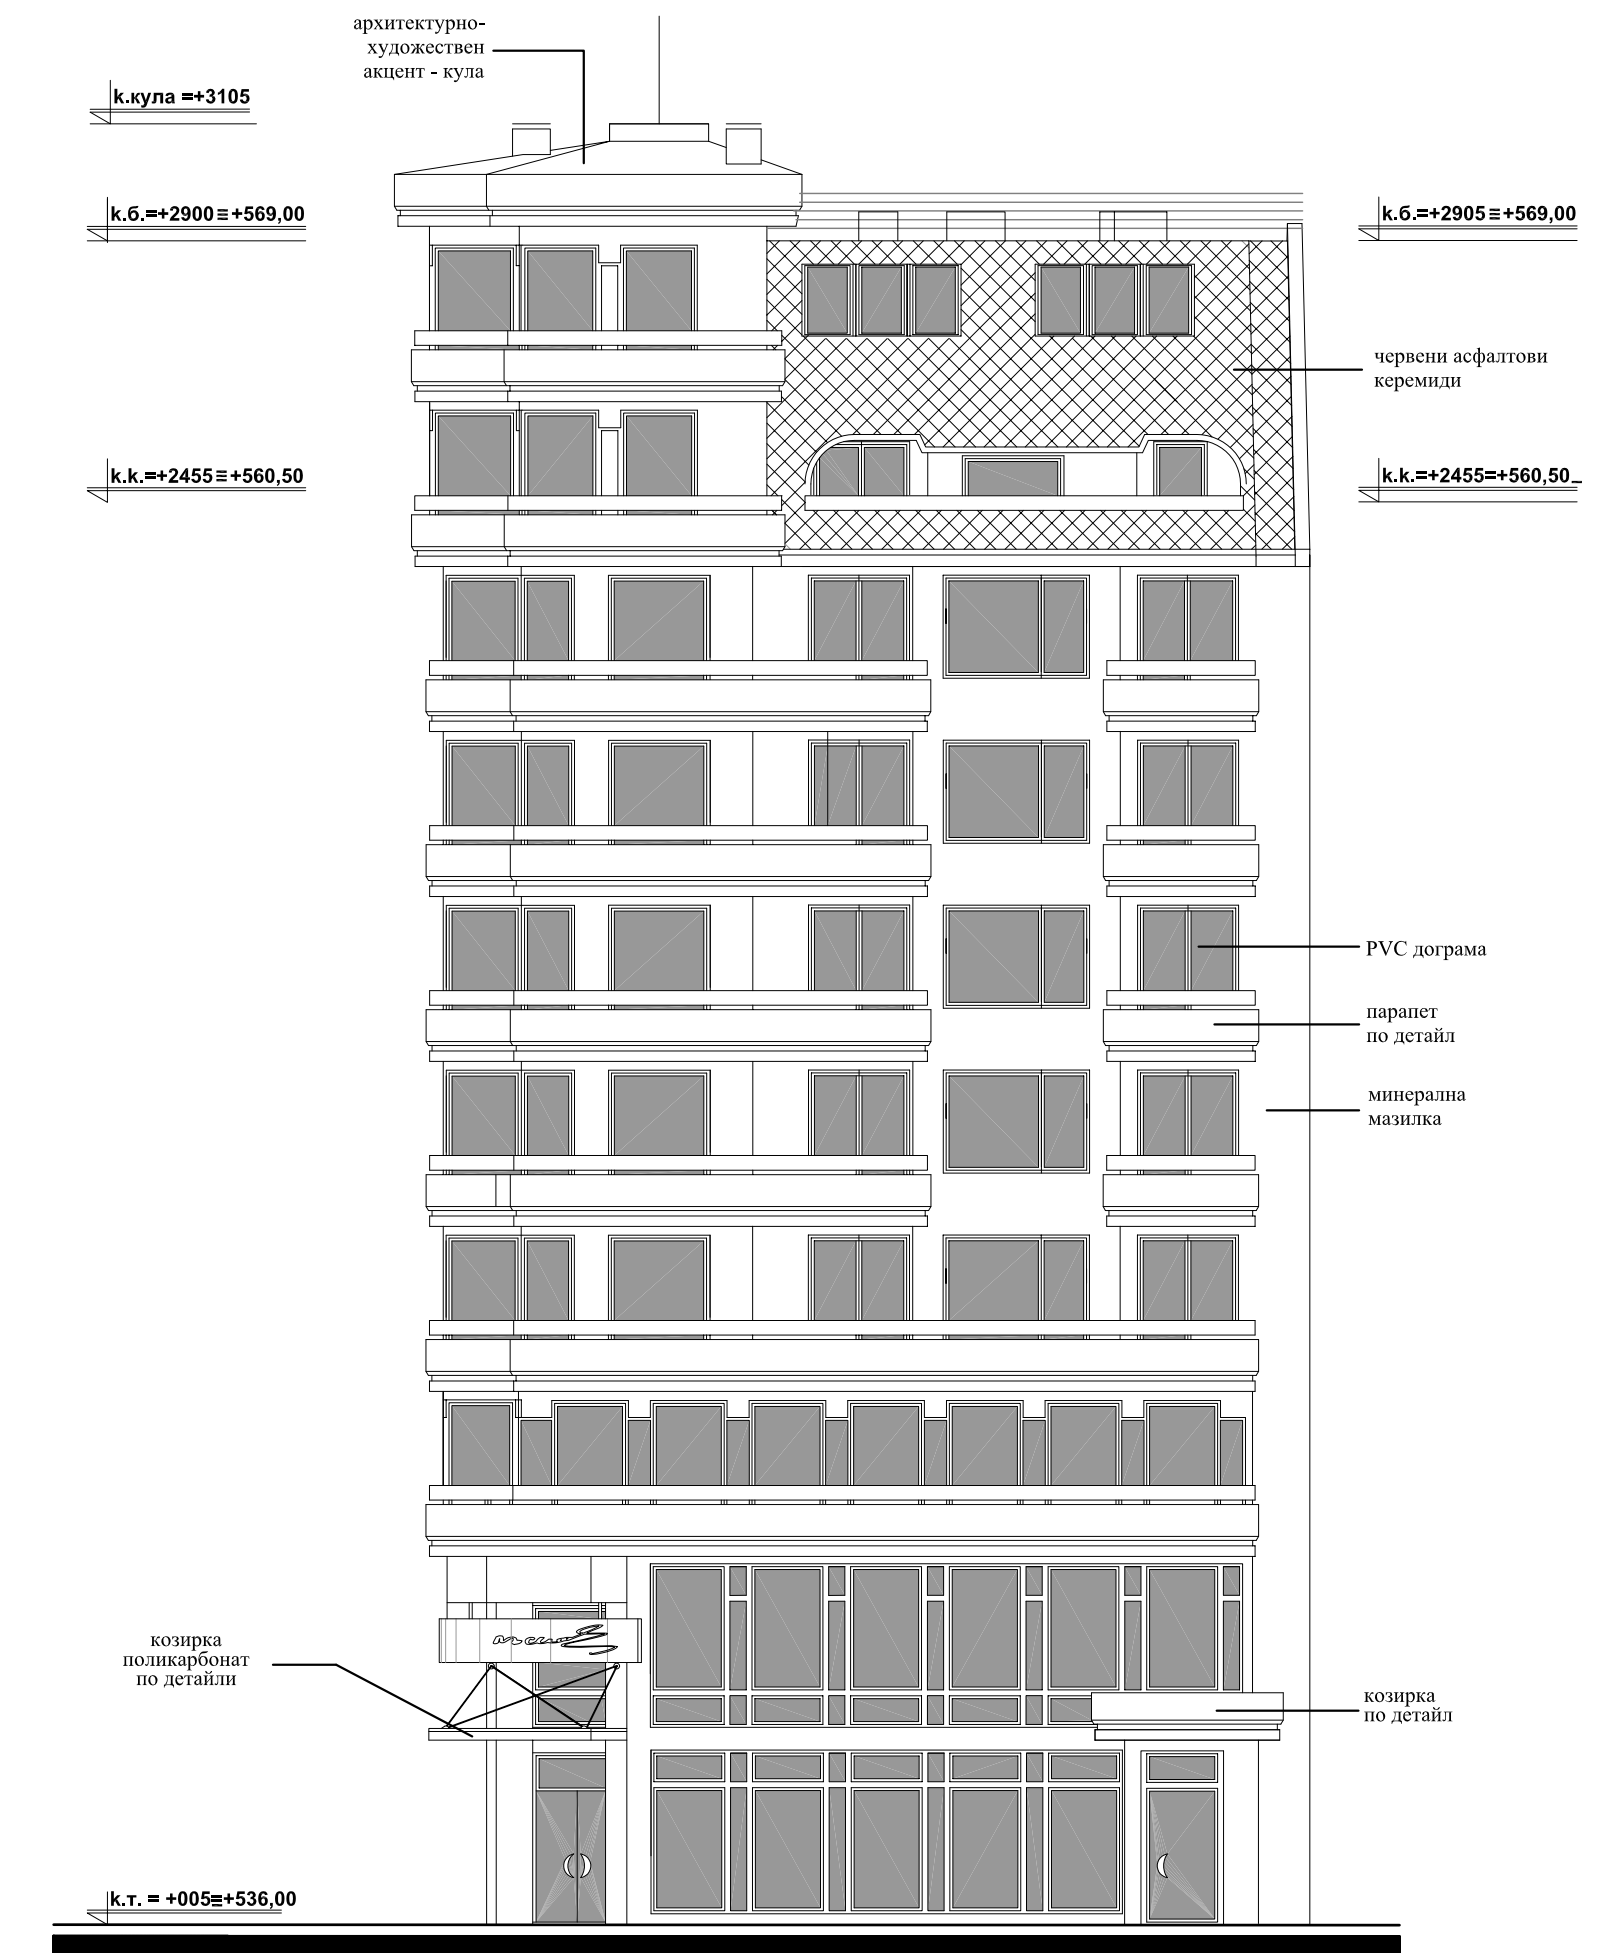 архитектурно-
художествен
акцент - кула
k.кула =+3105
k.б.=+2900≡+569,00
k.б.=+2905≡+569,00
червени асфалтови
керемиди
k.k.=+2455≡+560,50
k.k.=+2455=+560,50
PVC дограма
парапет
по детайл
минерална
мазилка
козирка
поликарбонат
по детайли
козирка
по детайл
k.т. = +005≡+536,00